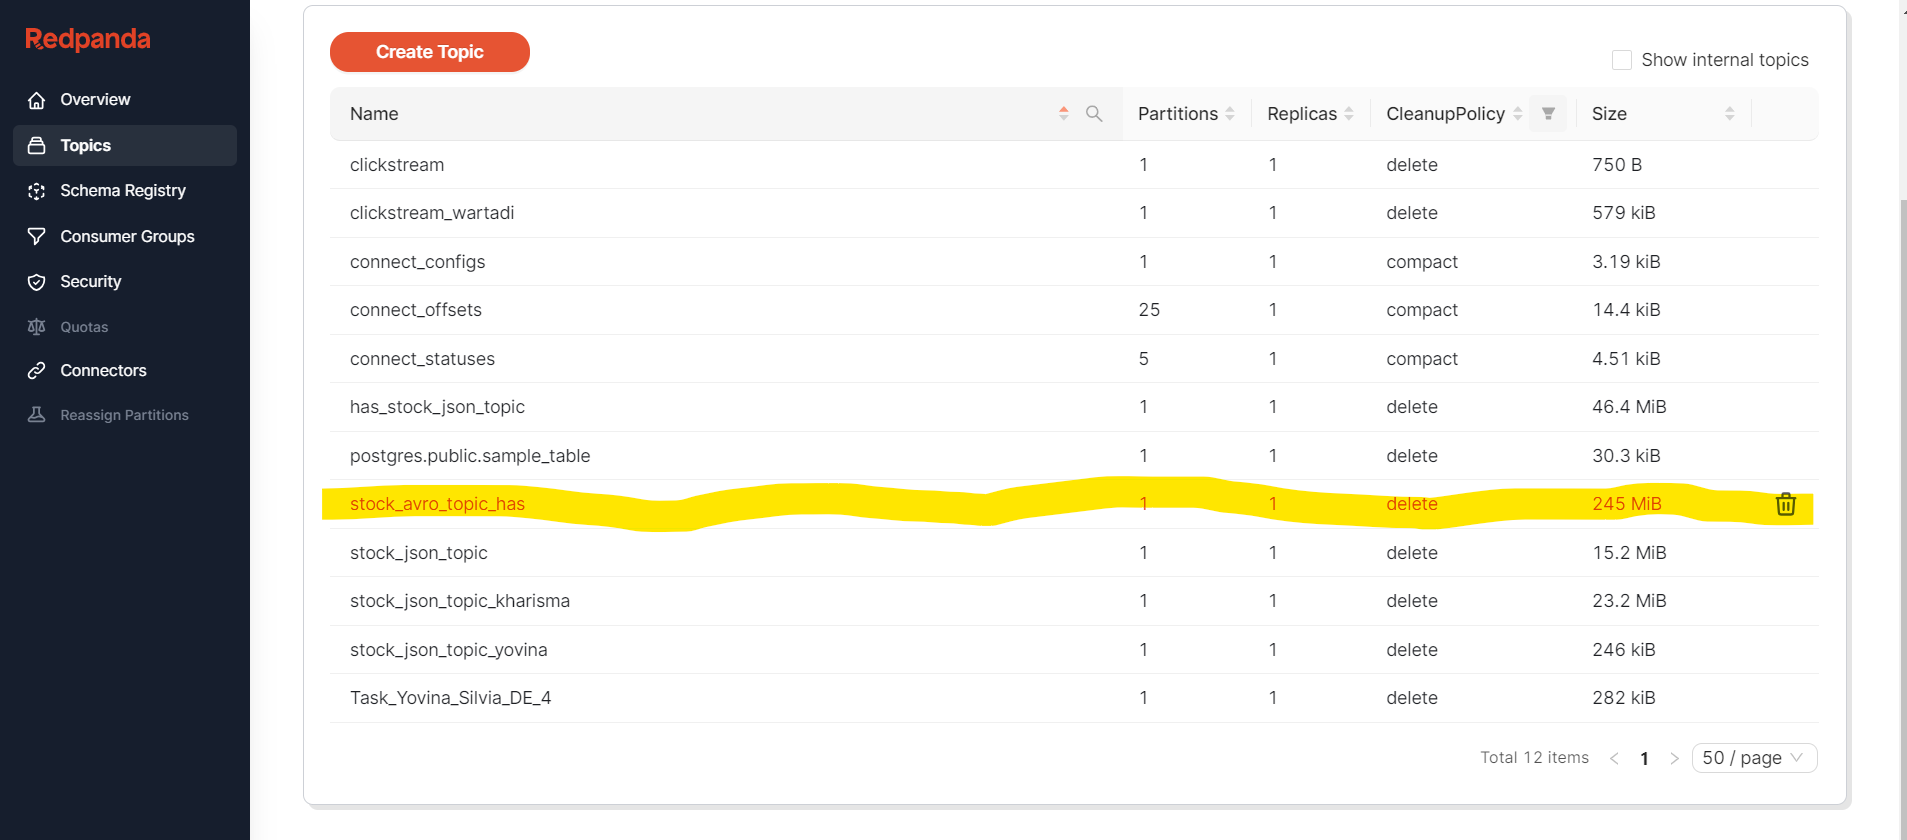 Redpanda
Overview
Topics
Schema Registry
Consumer Groups
Security
Quotas
Connectors
Reassign Partitions
Create Topic
Show internal topics
Name Partitions Replicas CleanupPolicy Size
clickstream 1 1 delete 750 B
clickstream_wartadi 1 1 delete 579 kiB
connect_configs 1 1 compact 3.19 kiB
connect_offsets 25 1 compact 14.4 kiB
connect_statuses 5 1 compact 4.51 kiB
has_stock_json_topic 1 1 delete 46.4 MiB
postgres.public.sample_table 1 1 delete 30.3 kiB
stock_avro_topic_has 1 1 delete 245 MiB
stock_json_topic 1 1 delete 15.2 MiB
stock_json_topic_kharisma 1 1 delete 23.2 MiB
stock_json_topic_yovina 1 1 delete 246 kiB
Task_Yovina_Silvia_DE_4 1 1 delete 282 kiB
Total 12 items < 1 > 50 / page